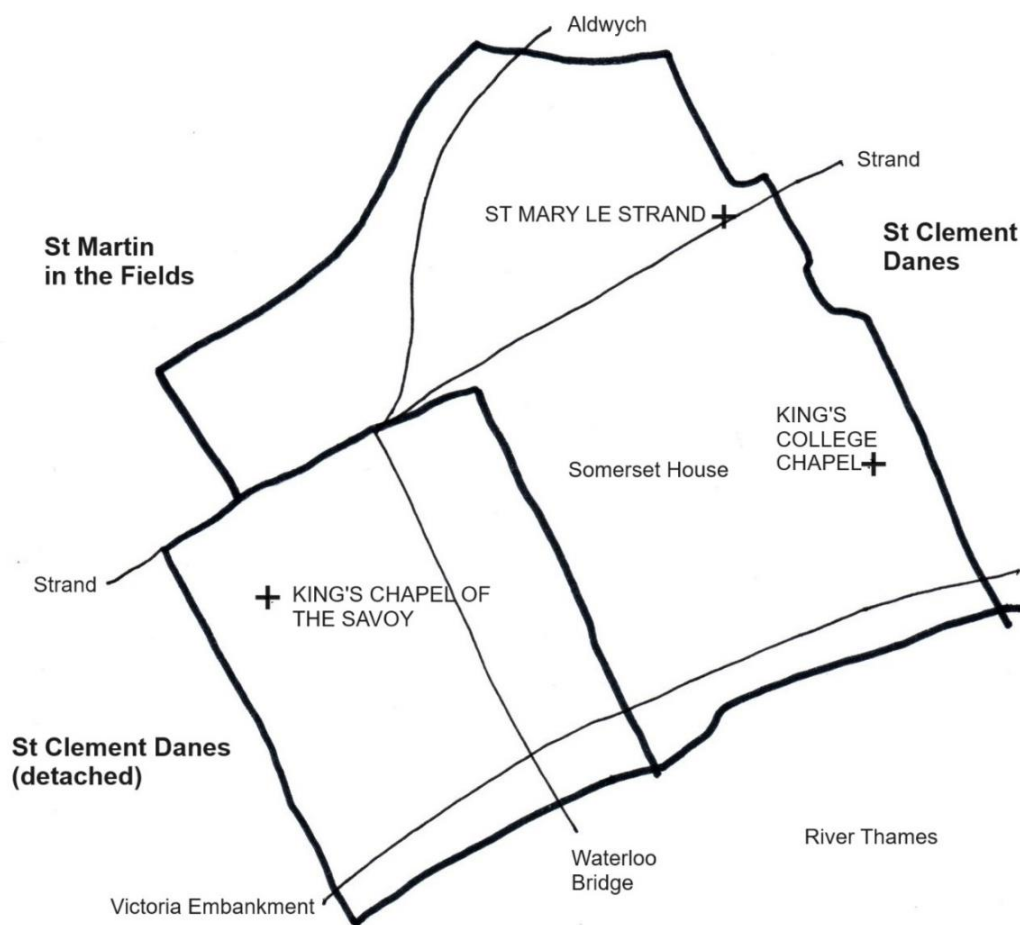 Aldwych
Strand
ST MARY LE STRAND
St Martin
in the Fields
St Clement
Danes
KING'S
COLLEGE
CHAPEL
Somerset House
Strand
KING'S CHAPEL OF
THE SAVOY
St Clement Danes
(detached)
River Thames
Waterloo
Bridge
Victoria Embankment